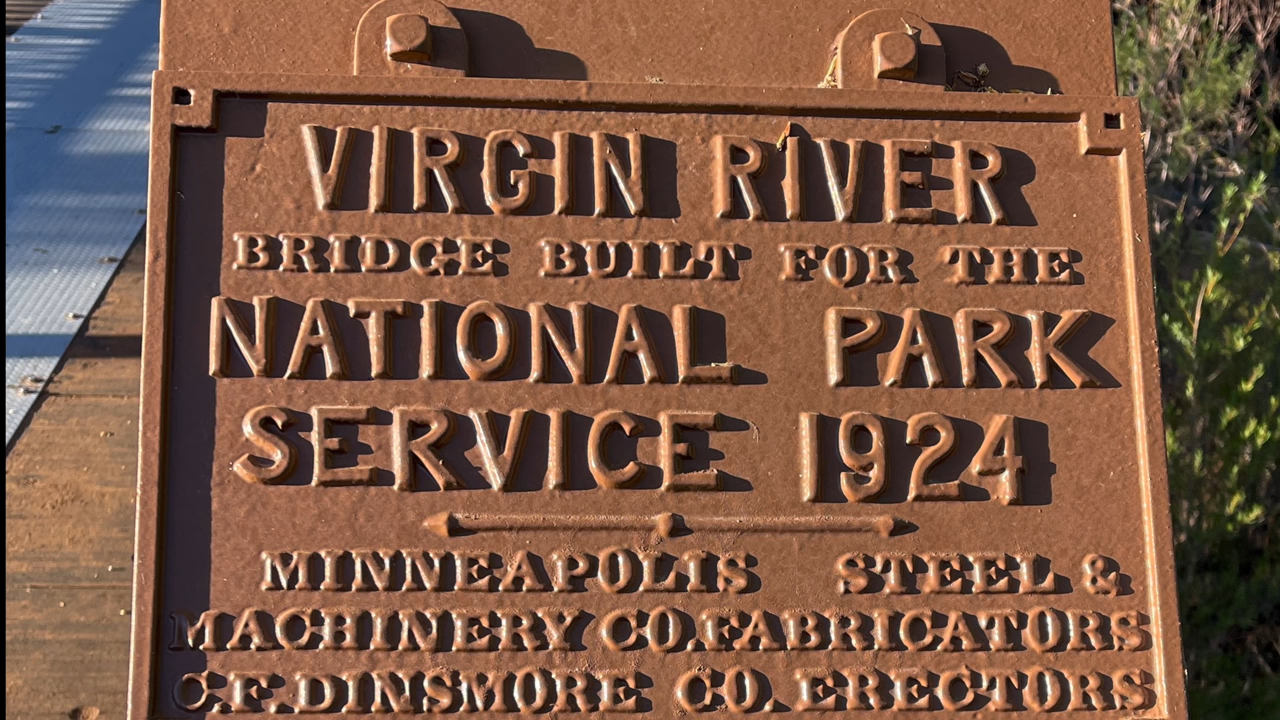 VIRGIN RIVER
BRIDGE BUILT FOR THE
NATIONAL PARK
SERVICE 1924
MINNEAPOLIS STEEL &
MACHINERY CO. FABRICATORS
C.F. DINSMORE CO. ERECTORS